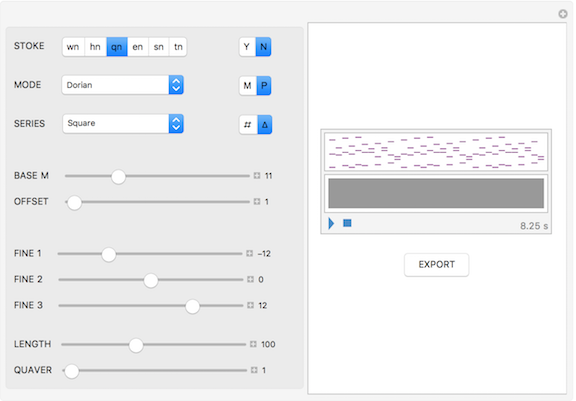 STOKE wn hn qn en sn tn Y N
MODE Dorian M P
SERIES Square # Δ
BASE M 11
OFFSET 1
FINE 1 −12
FINE 2 0
FINE 3 12
LENGTH 100
QUAVER 1
8.25 s
EXPORT